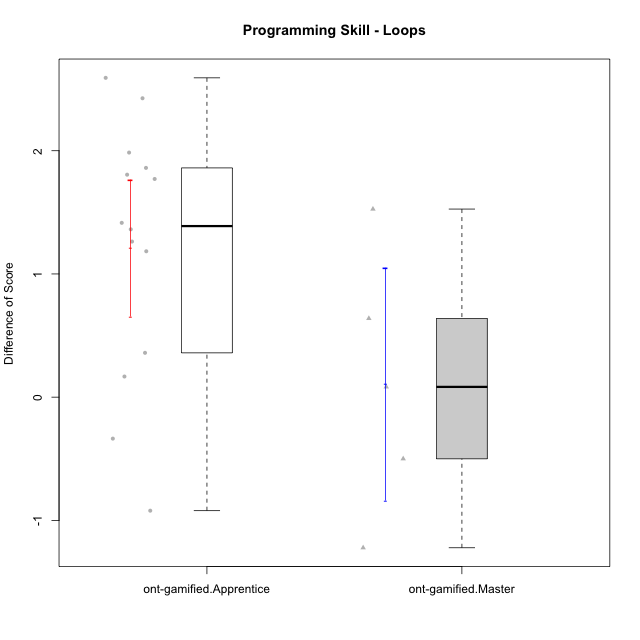 Programming Skill - Loops
Difference of Score
2
1
0
-1
ont-gamified.Apprentice
ont-gamified.Master